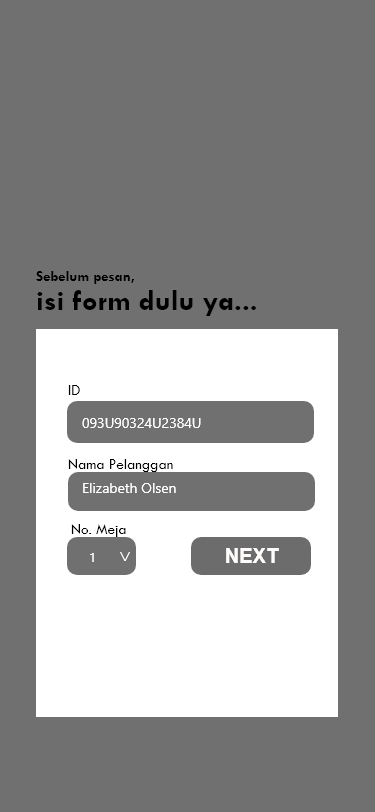 Sebelum pesan,
isi form dulu ya...
ID
093U90324U2384U
Nama Pelanggan
Elizabeth Olsen
No. Meja
1 V NEXT